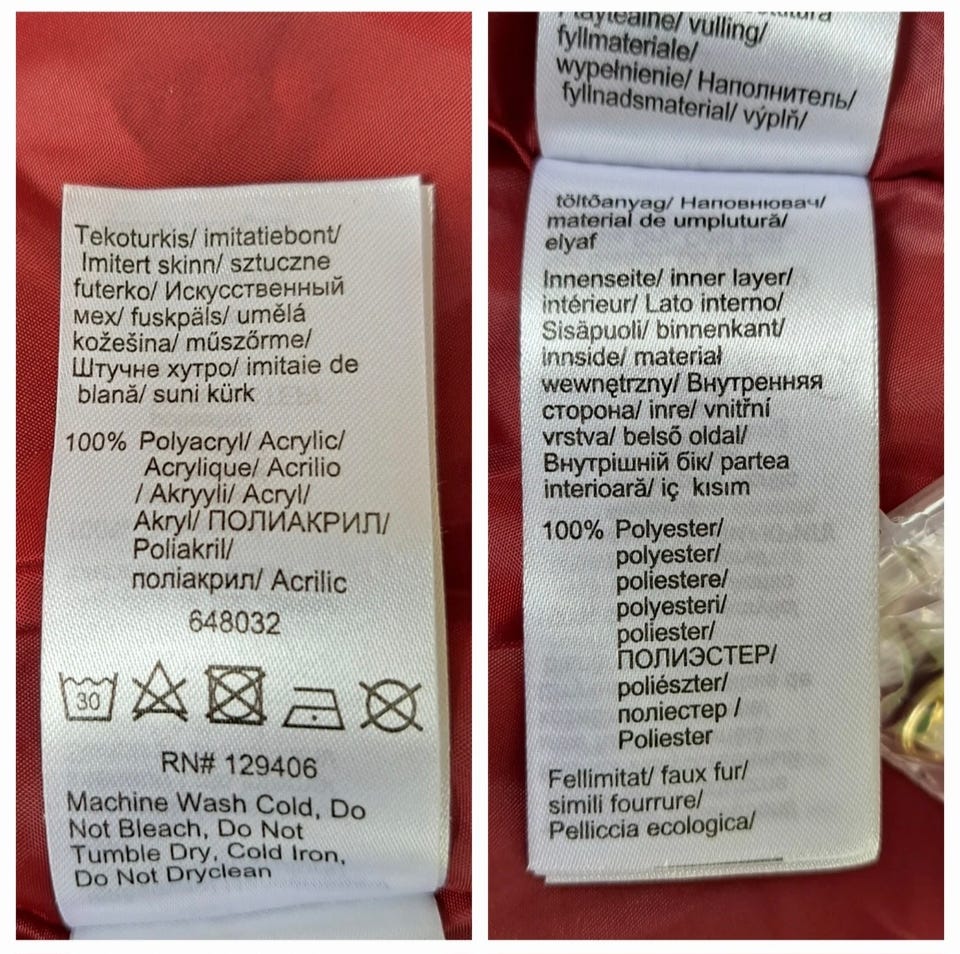 Tekoturkis/ imitatiebont/
Imitert skinn/ sztuczne
futerko/ Искусственный
мех/ fuskpäls/ umělá
kožešina/ műszőrme/
Штучне хутро/ imitaie de
blană/ suni kürk
100% Polyacryl/ Acrylic/
Acrylique/ Acrilio
/ Akryyli/ Acryl/
Akryl/ ПОЛИАКРИЛ/
Poliakril/
поліакрил/ Acrilic
648032
30
RN# 129406
Machine Wash Cold, Do
Not Bleach, Do Not
Tumble Dry, Cold Iron,
Do Not Dryclean
vulling/
fyllmateriale/
wypełnienie/ Наполнитель/
fyllnadsmaterial/ výplň/
töltőanyag/ Наповнювач/
material de umplutură/
elyaf
Innenseite/ inner layer/
intérieur/ Lato interno/
Sisäpuoli/ binnenkant/
innside/ materiał
wewnętrzny/ Внутренняя
сторона/ inre/ vnitřní
vrstva/ belső oldal/
Внутрішній бік/ partea
interioară/ iç kısım
100% Polyester/
polyester/
poliestere/
polyesteri/
poliester/
ПОЛИЭСТЕР/
poliészter/
поліестер /
Poliester
Fellimitat/ faux fur/
simili fourrure/
Pelliccia ecologica/